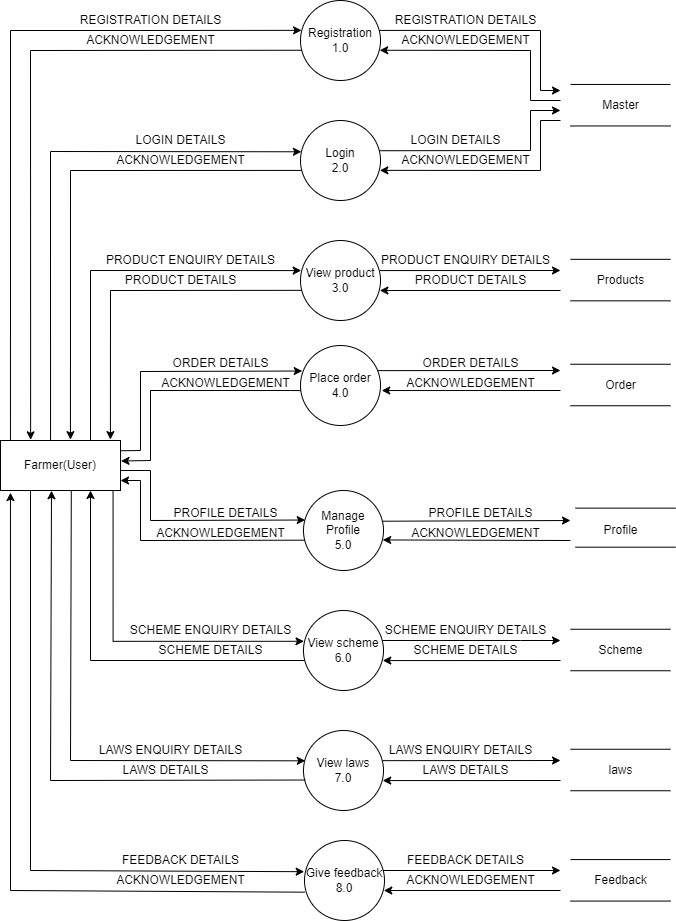 REGISTRATION DETAILS
ACKNOWLEDGEMENT
Registration
1.0
REGISTRATION DETAILS
ACKNOWLEDGEMENT
Master
LOGIN DETAILS
ACKNOWLEDGEMENT
Login
2.0
LOGIN DETAILS
ACKNOWLEDGEMENT
PRODUCT ENQUIRY DETAILS
PRODUCT DETAILS
View product
3.0
PRODUCT ENQUIRY DETAILS
PRODUCT DETAILS
Products
ORDER DETAILS
ACKNOWLEDGEMENT
Place order
4.0
ORDER DETAILS
ACKNOWLEDGEMENT
Order
Farmer(User)
PROFILE DETAILS
ACKNOWLEDGEMENT
Manage
Profile
5.0
PROFILE DETAILS
ACKNOWLEDGEMENT
Profile
SCHEME ENQUIRY DETAILS
SCHEME DETAILS
View scheme
6.0
SCHEME ENQUIRY DETAILS
SCHEME DETAILS
Scheme
LAWS ENQUIRY DETAILS
LAWS DETAILS
View laws
7.0
LAWS ENQUIRY DETAILS
LAWS DETAILS
laws
FEEDBACK DETAILS
ACKNOWLEDGEMENT
Give feedback
8.0
FEEDBACK DETAILS
ACKNOWLEDGEMENT
Feedback